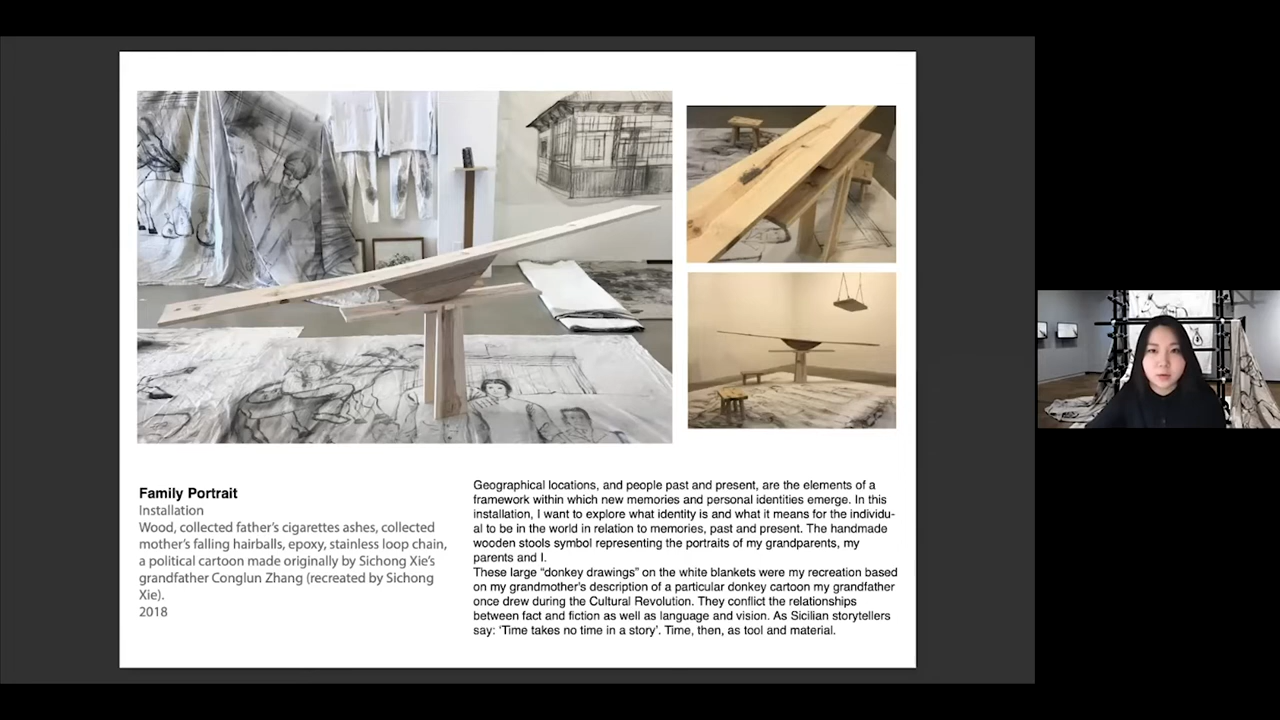 Family Portrait
Installation
Wood, collected father's cigarettes ashes, collected
mother's falling hairballs, epoxy, stainless loop chain,
a political cartoon made originally by Sichong Xie's
grandfather Conglun Zhang (recreated by Sichong
Xie).
2018
Geographical locations, and people past and present, are the elements of a
framework within which new memories and personal identities emerge. In this
installation, I want to explore what identity is and what it means for the individu-
al to be in the world in relation to memories, past and present. The handmade
wooden stools symbol representing the portraits of my grandparents, my
parents and I.
These large “donkey drawings” on the white blankets were my recreation based
on my grandmother's description of a particular donkey cartoon my grandfather
once drew during the Cultural Revolution. They conflict the relationships
between fact and fiction as well as language and vision. As Sicilian storytellers
say: ‘Time takes no time in a story’. Time, then, as tool and material.